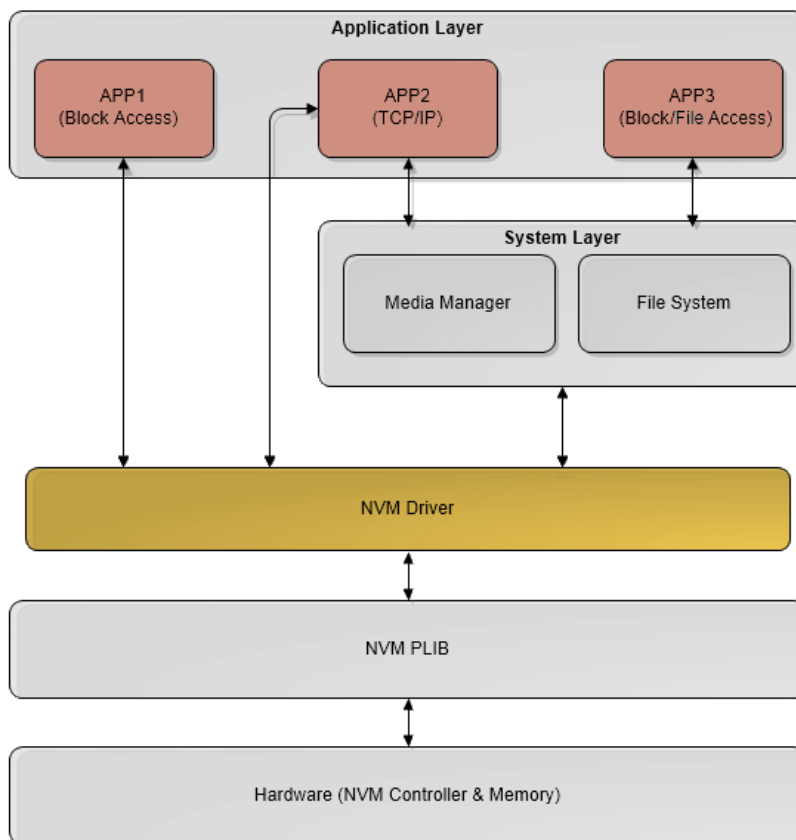 Application Layer
APP1
(Block Access)
APP2
(TCP/IP)
APP3
(Block/File Access)
System Layer
Media Manager
File System
NVM Driver
NVM PLIB
Hardware (NVM Controller & Memory)